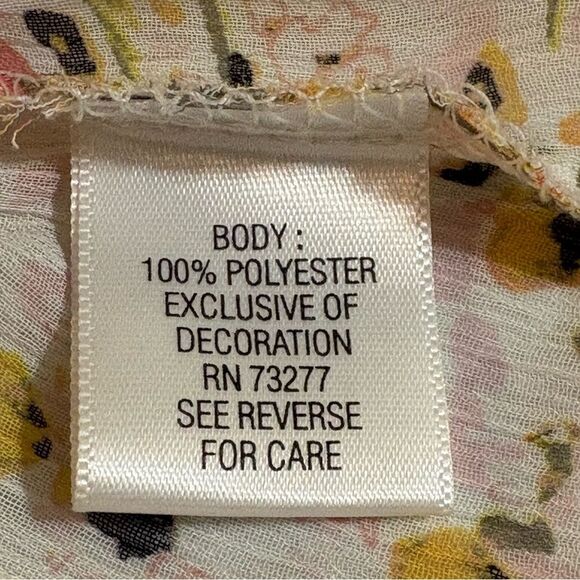 BODY :
100% POLYESTER
EXCLUSIVE OF
DECORATION
RN 73277
SEE REVERSE
FOR CARE